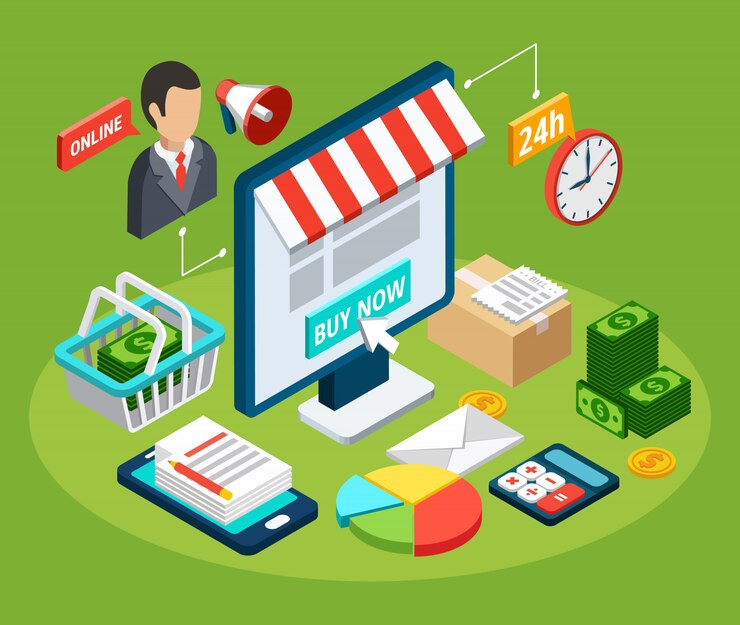 ONLINE
24h
BUY NOW
BILL
$
$
$
$
$
$
+ ×
÷ =